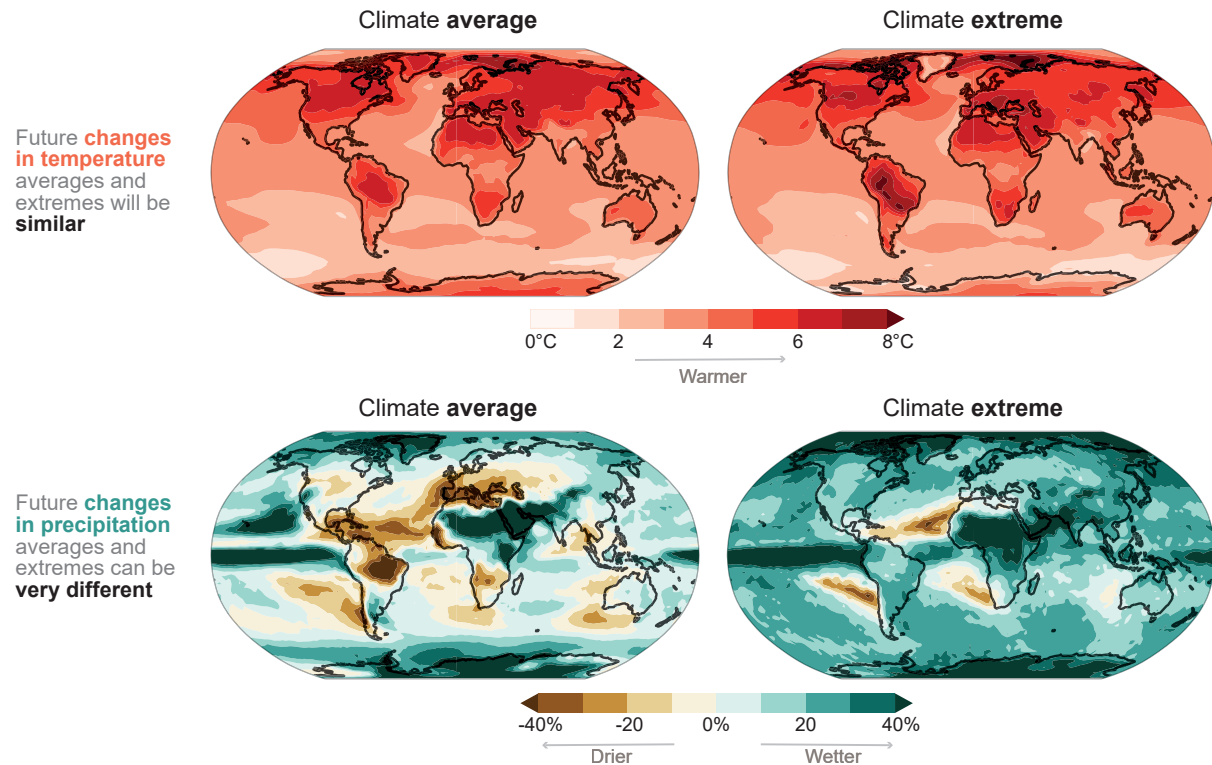 Climate average
Climate extreme
Future changes
in temperature
averages and
extremes will be
similar
0°C 2 4 6 8°C
Warmer
Climate average
Climate extreme
Future changes
in precipitation
averages and
extremes can be
very different
-40% -20 0% 20 40%
Drier Wetter